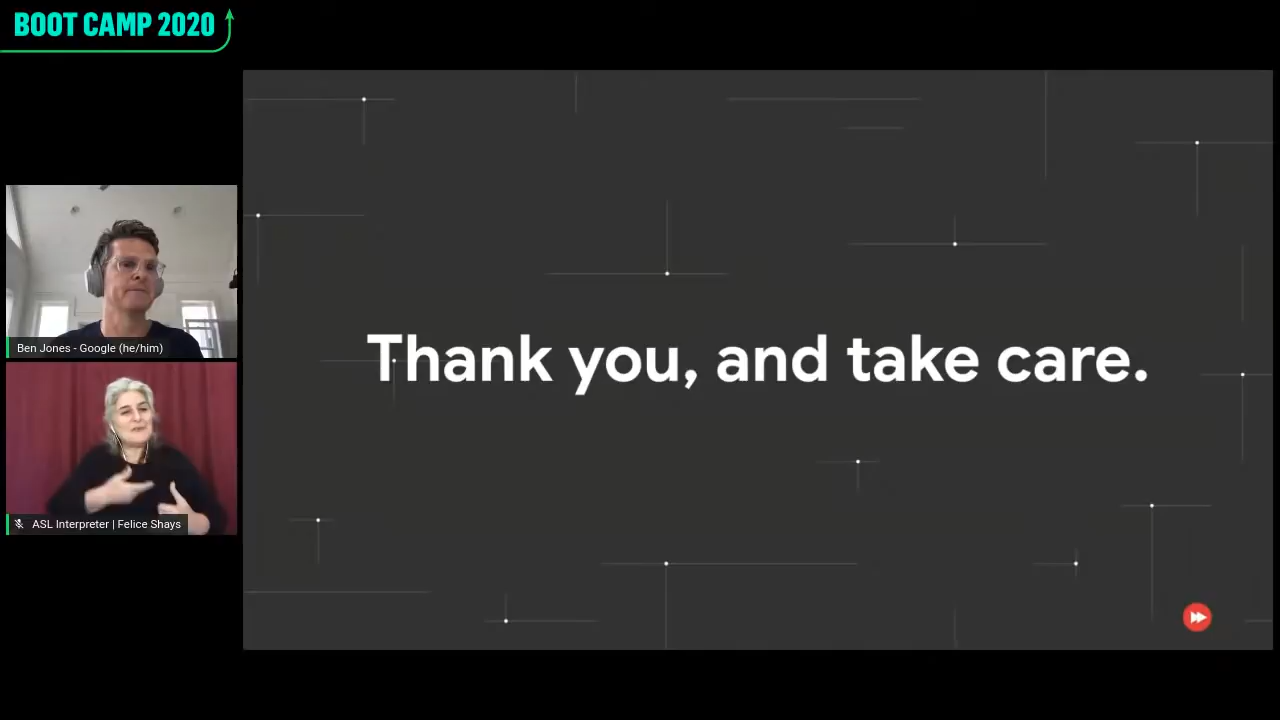 BOOT CAMP 2020
Ben Jones - Google (he/him)
ASL Interpreter | Felice Shays
Thank you, and take care.